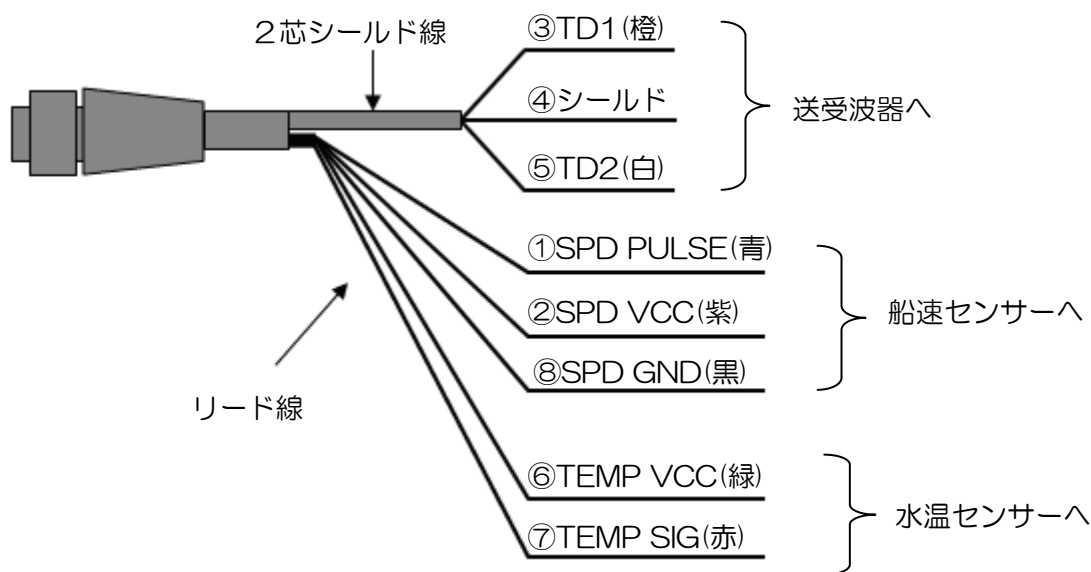 2芯シールド線
③TD1(橙)
④シールド
⑤TD2(白)
送受波器へ
①SPD PULSE(青)
②SPD VCC(紫)
⑧SPD GND(黒)
船速センサーへ
リード線
⑥TEMP VCC(緑)
⑦TEMP SIG(赤)
水温センサーへ